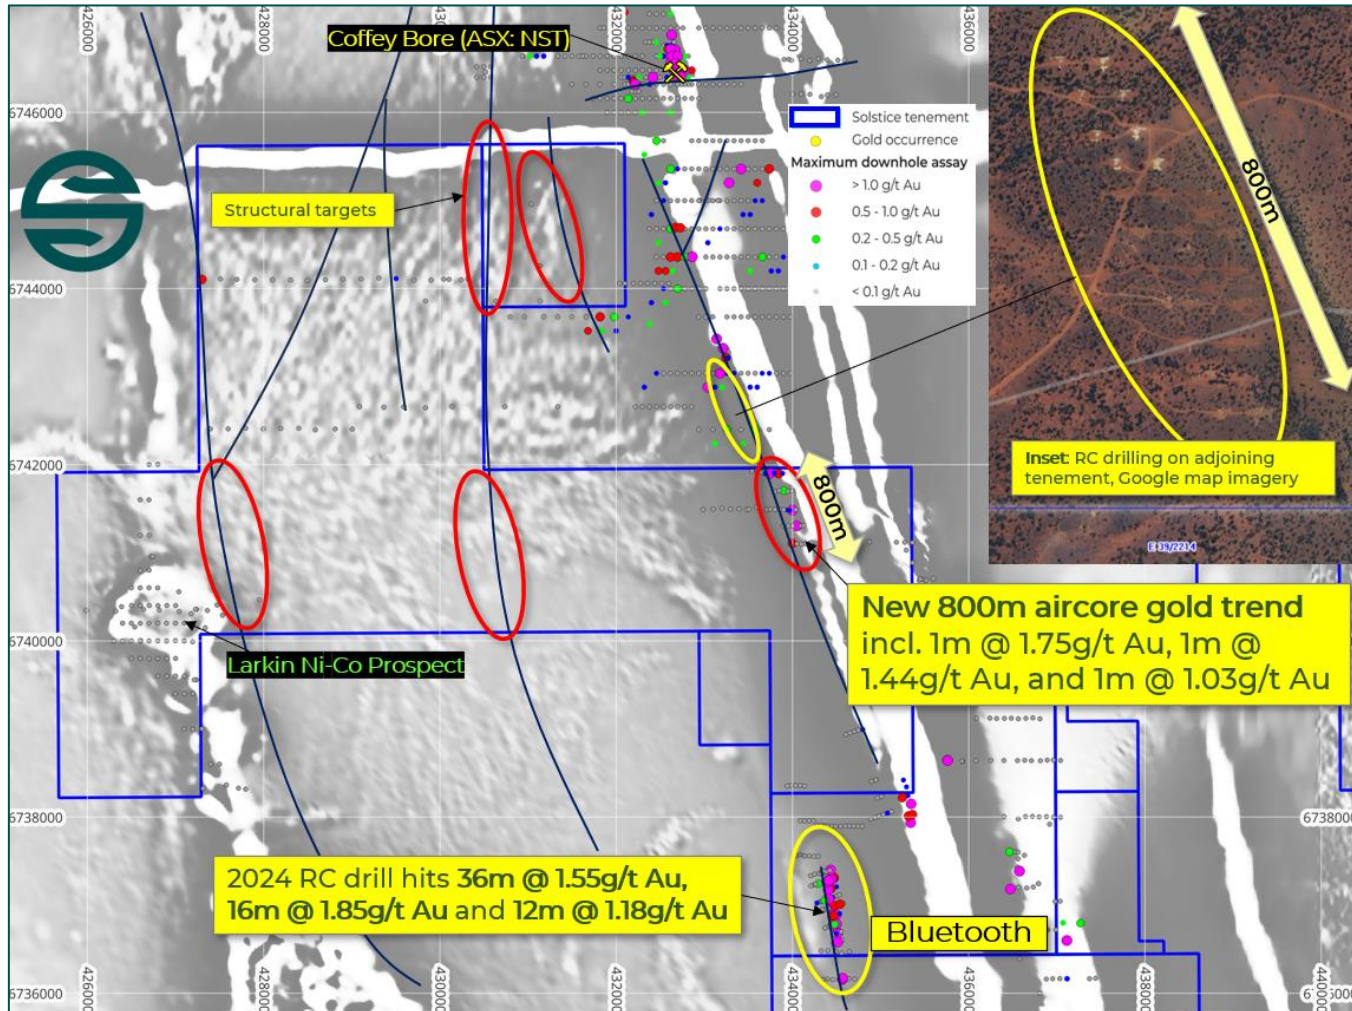 426000
428000
430000
432000
434000
436000
Coffey Bore (ASX: NST)
6746000
Solstice tenement
Gold occurrence
Maximum downhole assay
> 1.0 g/t Au
0.5 - 1.0 g/t Au
0.2 - 0.5 g/t Au
0.1 - 0.2 g/t Au
< 0.1 g/t Au
800m
Structural targets
6744000
Inset: RC drilling on adjoining
tenement, Google map imagery
E 39/2214
6742000
800m
New 800m aircore gold trend
incl. 1m @ 1.75g/t Au, 1m @
1.44g/t Au, and 1m @ 1.03g/t Au
6740000
Larkin Ni-Co Prospect
6738000
6738000
2024 RC drill hits 36m @ 1.55g/t Au,
16m @ 1.85g/t Au and 12m @ 1.18g/t Au
Bluetooth
6736000
426000
428000
430000
432000
434000
436000
438000